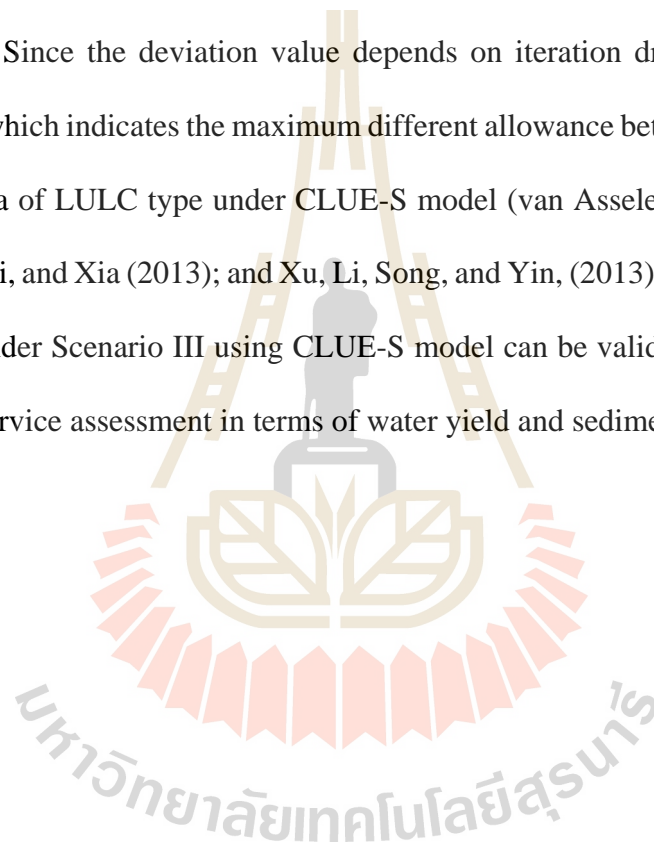 Since the deviation value depends on iteration dr
which indicates the maximum different allowance bet
a of LULC type under CLUE-S model (van Assele
i, and Xia (2013); and Xu, Li, Song, and Yin, (2013)
der Scenario III using CLUE-S model can be valid
rvice assessment in terms of water yield and sedime
มหาวิทยาลัยเทคโนโลยีสุรนารี